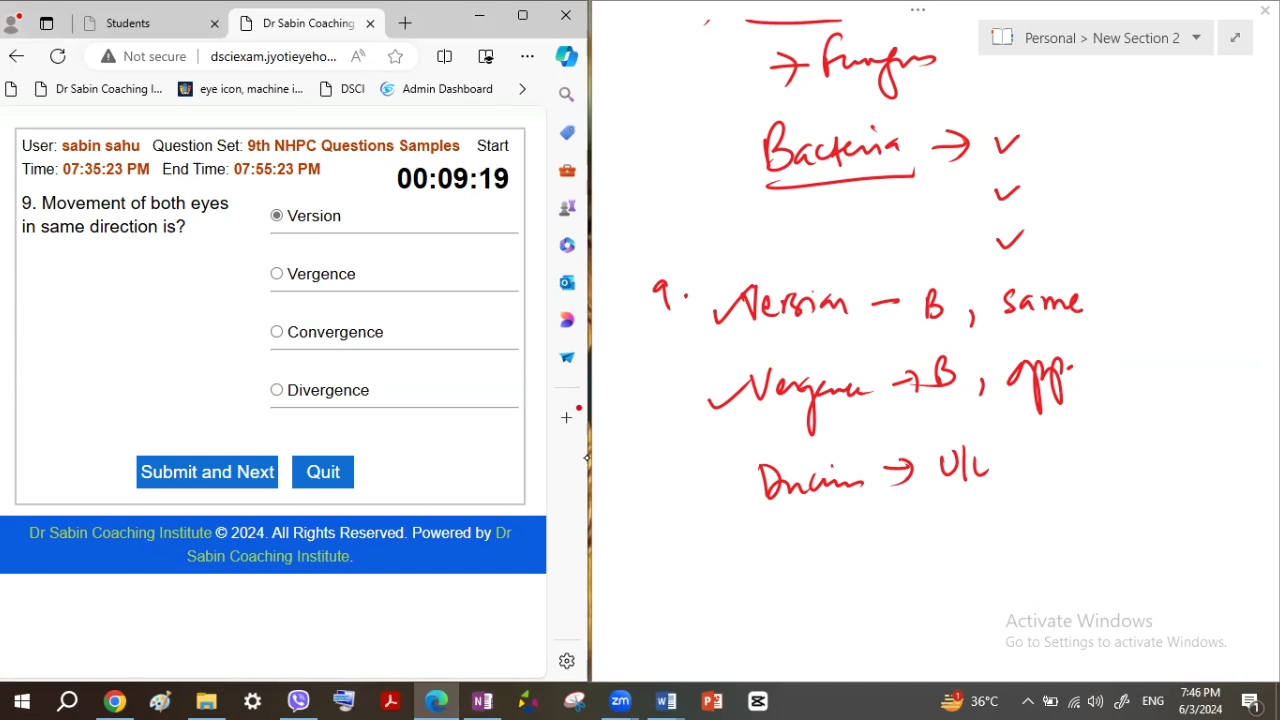 Students
Dr Sabin Coaching
Not secure
dsciexam.jyotieyeho...
Dr Sabin Coaching I...
eye icon, machine i...
DSCI
Admin Dashboard
User: sabin sahu Question Set: 9th NHPC Questions Samples Start
Time: 07:35:23 PM End Time: 07:55:23 PM
00:09:19
9. Movement of both eyes
in same direction is?
Version
Vergence
Convergence
Divergence
Submit and Next
Quit
Dr Sabin Coaching Institute © 2024. All Rights Reserved. Powered by Dr
Sabin Coaching Institute.
Personal > New Section 2
→ Fungus
Bacteria →
9. Version – B, same
Vergence → B, opp.
→ U/L
Activate Windows
Go to Settings to activate Windows.
36°C
ENG
7:46 PM
6/3/2024